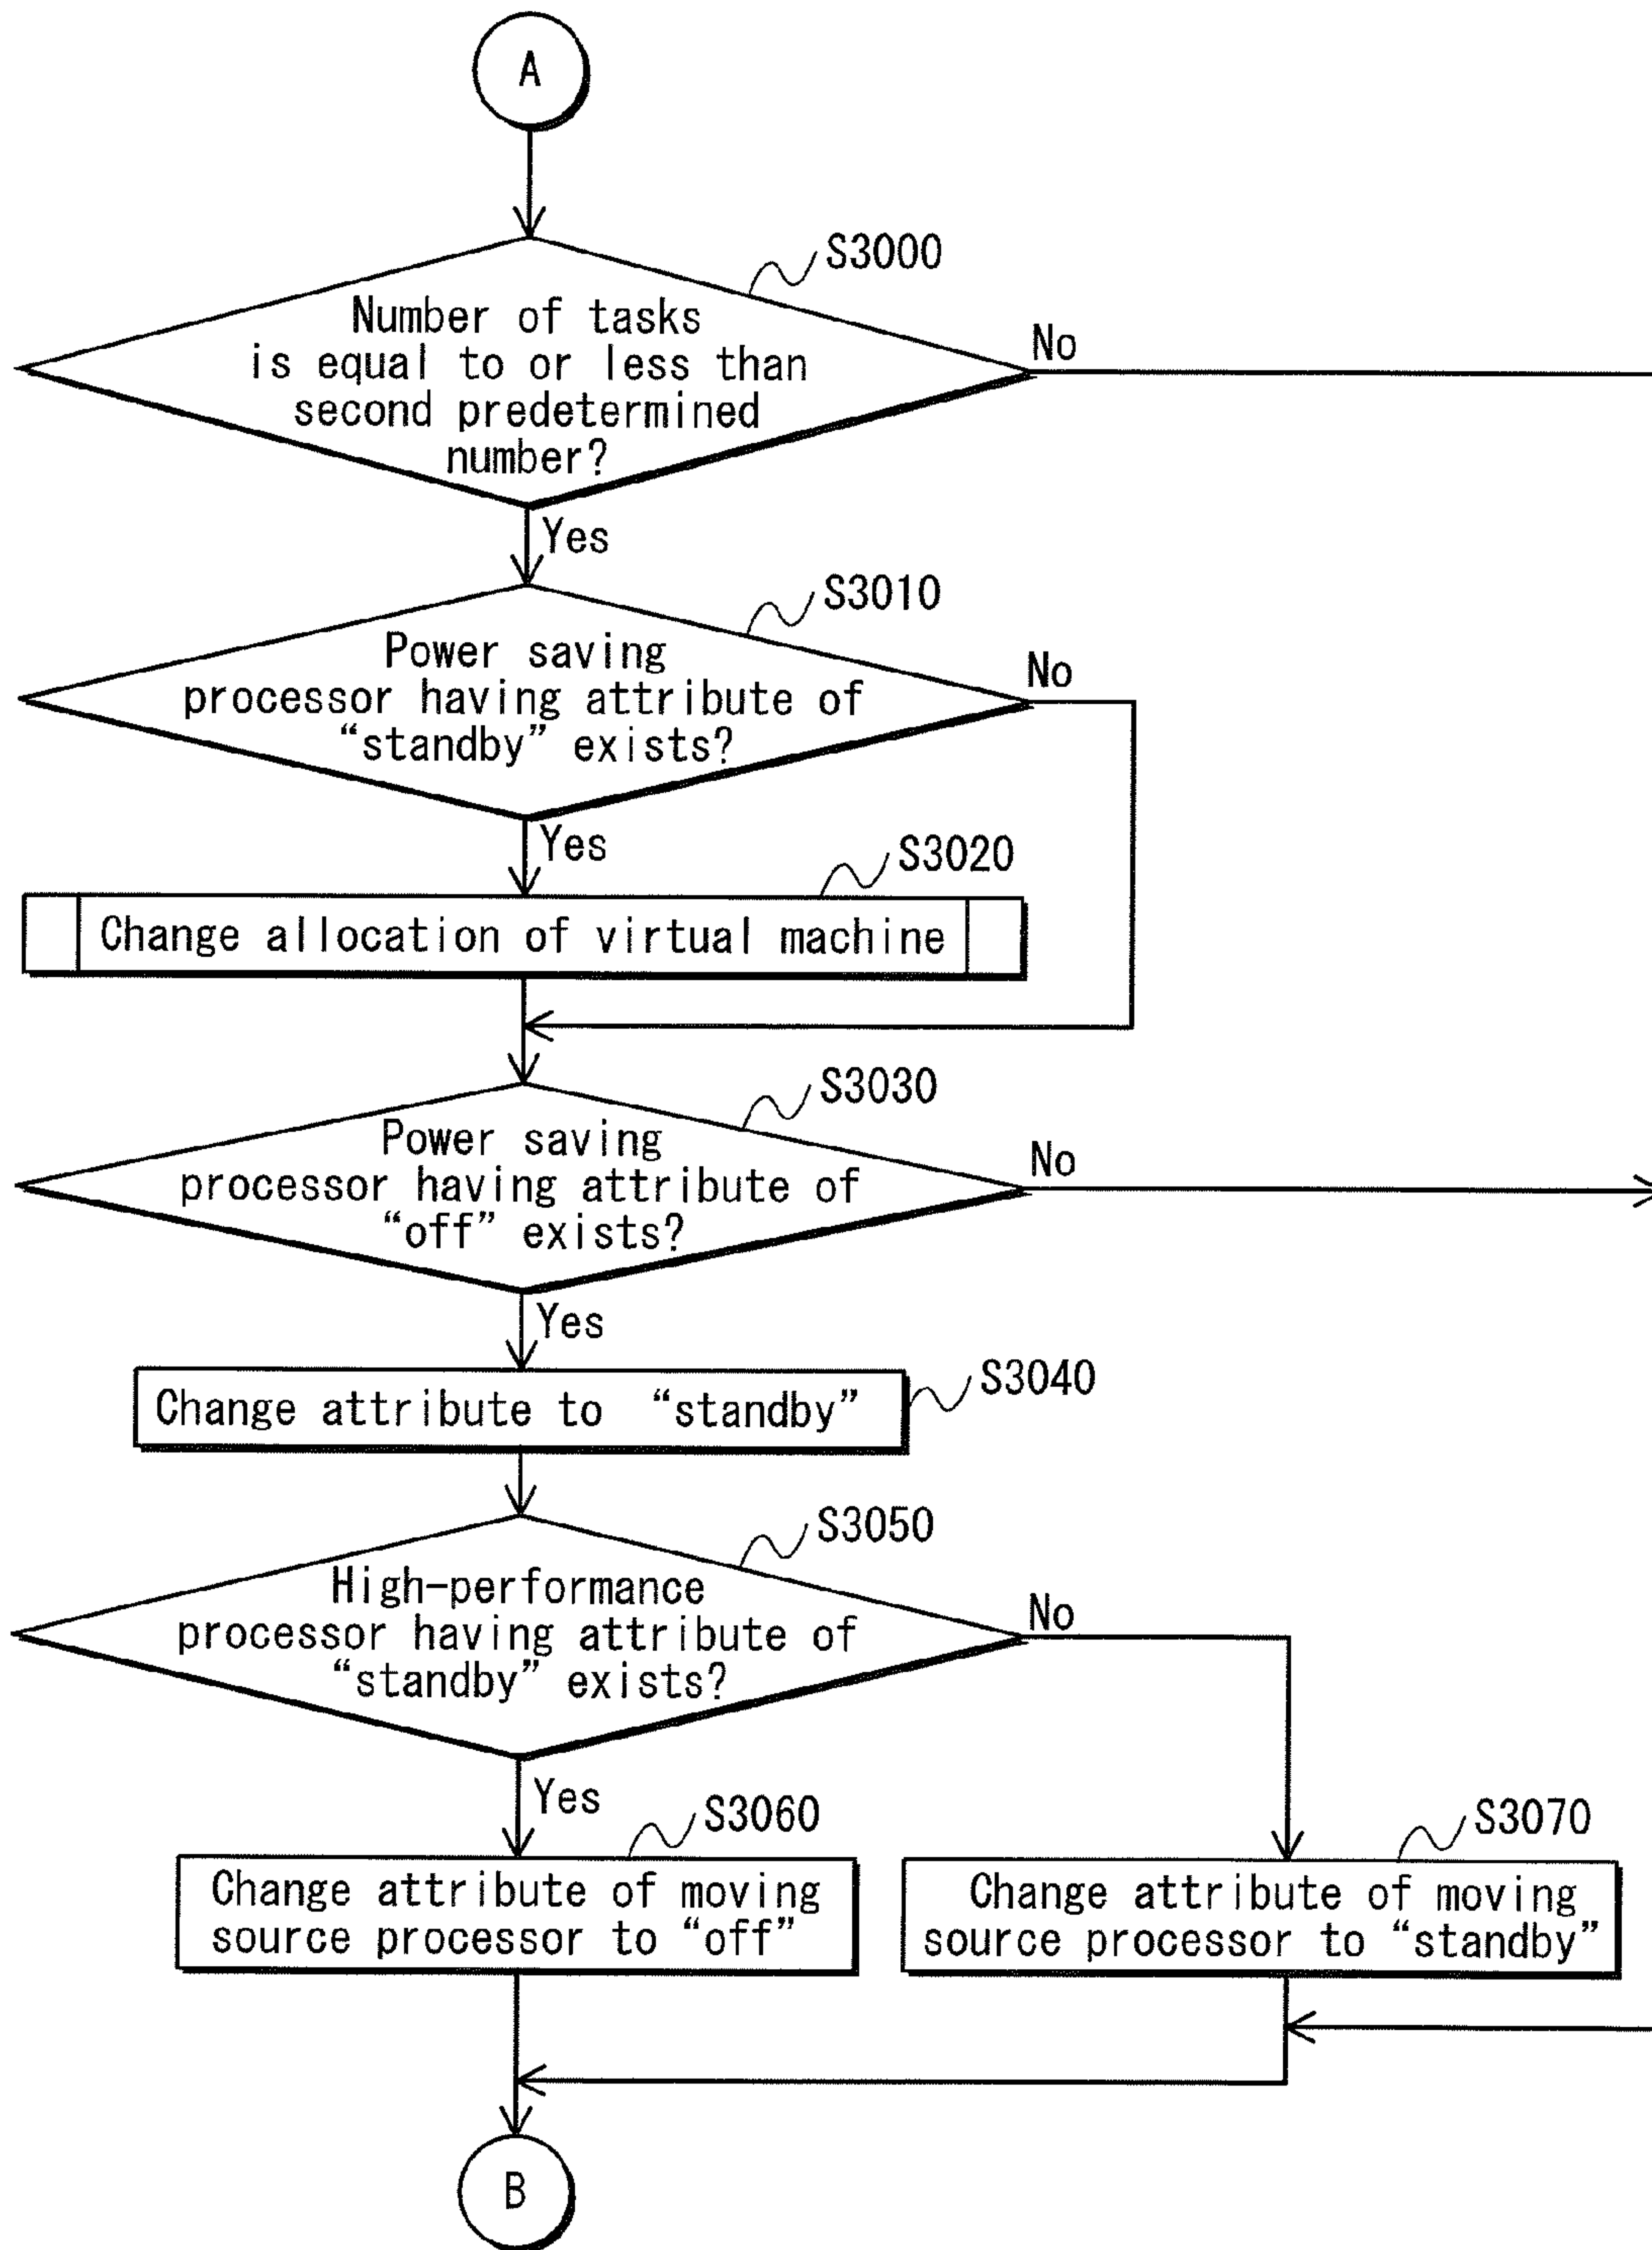 A
S3000
Number of tasks
is equal to or less than
second predetermined
number?
No
Yes
S3010
Power saving
processor having attribute of
“standby” exists?
No
Yes
S3020
Change allocation of virtual machine
S3030
Power saving
processor having attribute of
“off” exists?
No
Yes
Change attribute to “standby”
S3040
S3050
High-performance
processor having attribute of
“standby” exists?
No
Yes
S3060
Change attribute of moving
source processor to “off”
S3070
Change attribute of moving
source processor to “standby”
B